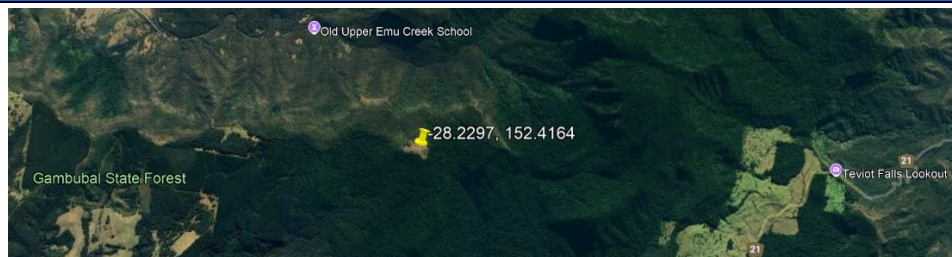 Old Upper Emu Creek School
-28.2297, 152.4164
21
Gambubal State Forest
Teviot Falls Lookout
21